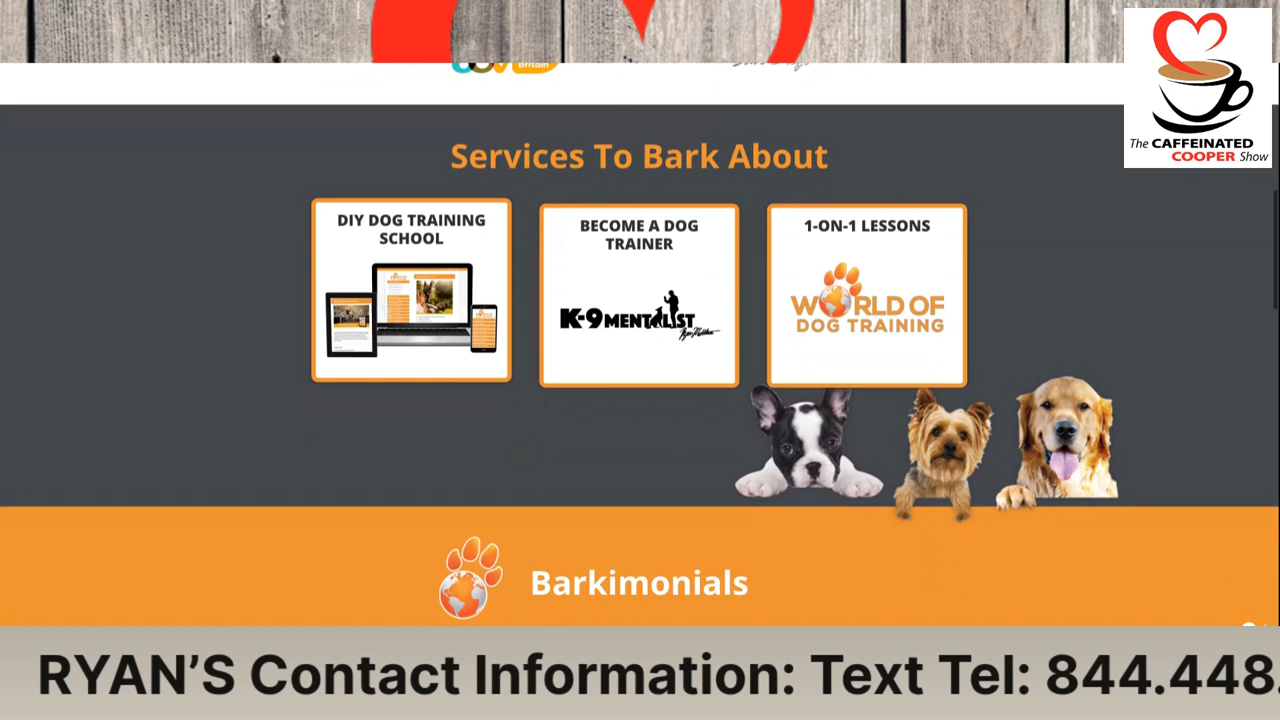 Britain
The CAFFEINATED
COOPER Show
Services To Bark About
DIY DOG TRAINING
SCHOOL
BECOME A DOG
TRAINER
K-9 MENTALIST
1-ON-1 LESSONS
WORLD OF
DOG TRAINING
Barkimonials
RYAN'S Contact Information: Text Tel: 844.448.